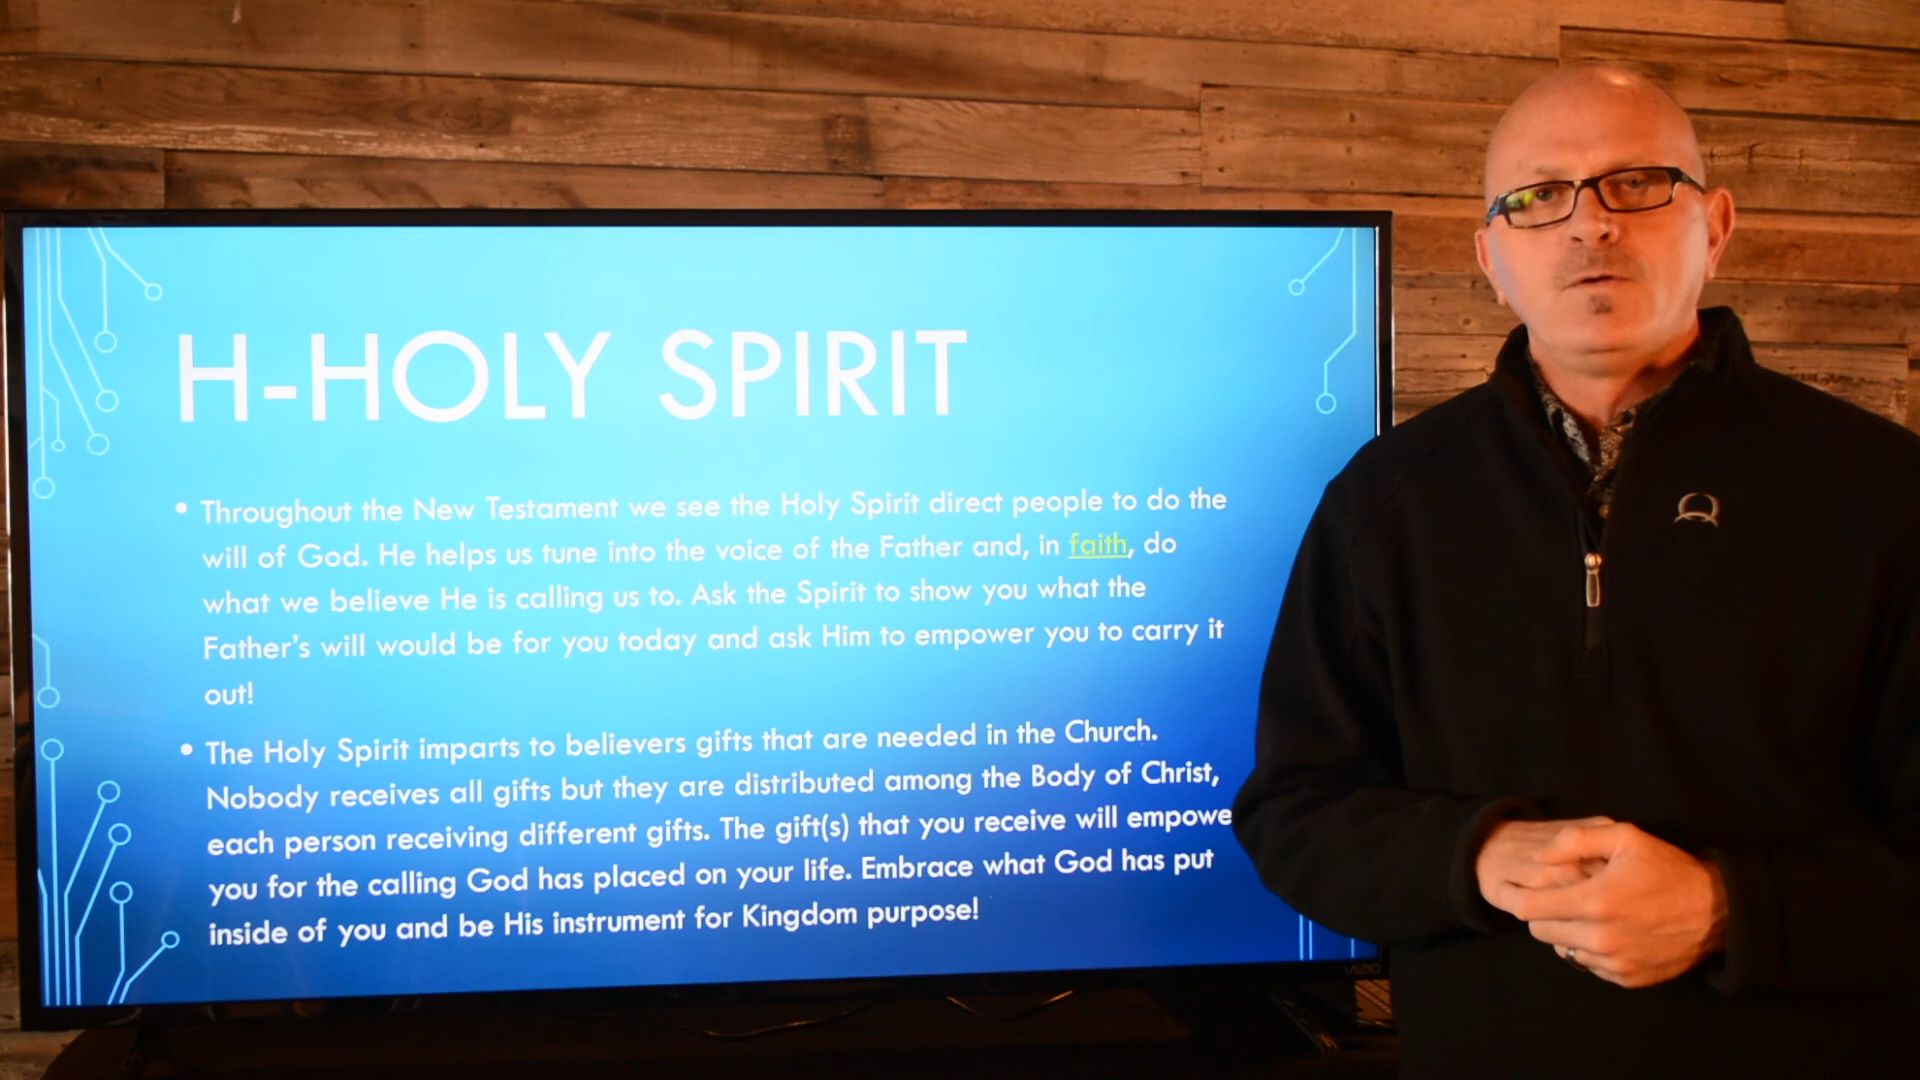 H-HOLY SPIRIT
• Throughout the New Testament we see the Holy Spirit direct people to do the
will of God. He helps us tune into the voice of the Father and, in faith, do
what we believe He is calling us to. Ask the Spirit to show you what the
Father's will would be for you today and ask Him to empower you to carry it
out!
• The Holy Spirit imparts to believers gifts that are needed in the Church.
Nobody receives all gifts but they are distributed among the Body of Christ,
each person receiving different gifts. The gift(s) that you receive will empowe
you for the calling God has placed on your life. Embrace what God has put
inside of you and be His instrument for Kingdom purpose!
VIZIO